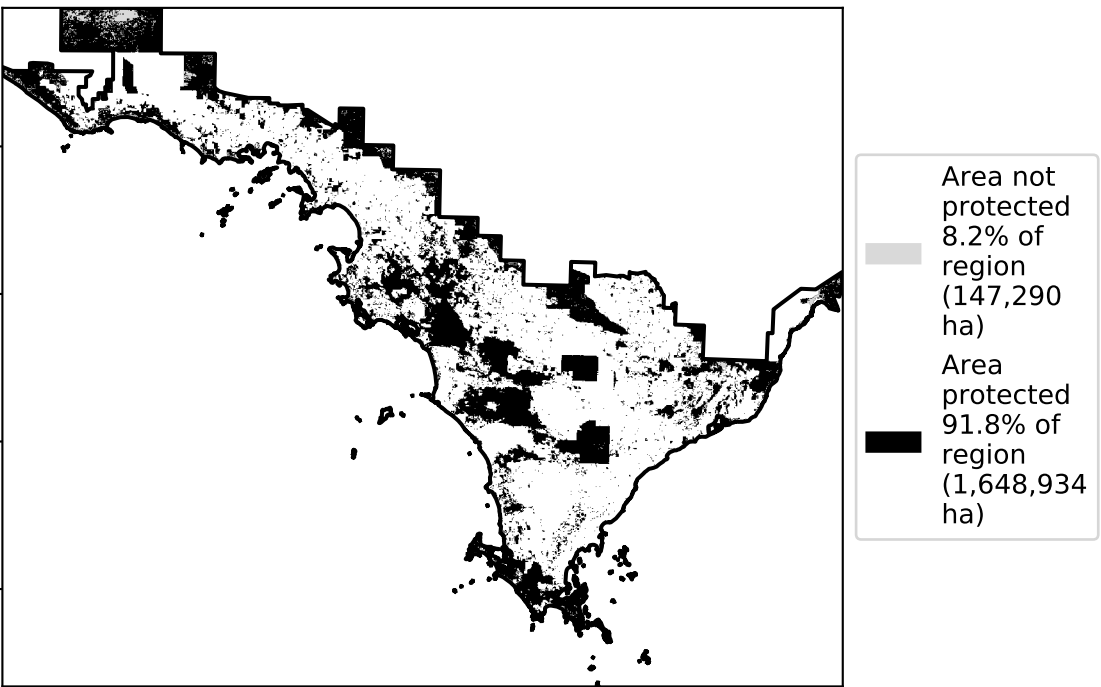 Area not
protected
8.2% of
region
(147,290
ha)
Area
protected
91.8% of
region
(1,648,934
ha)